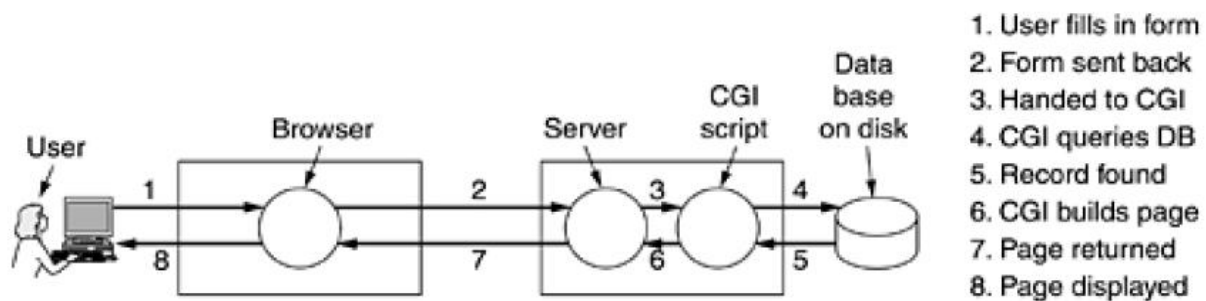 User
Browser
Server
CGI
script
Data
base
on disk
1
2
3
4
8
7
6
5
1. User fills in form
2. Form sent back
3. Handed to CGI
4. CGI queries DB
5. Record found
6. CGI builds page
7. Page returned
8. Page displayed